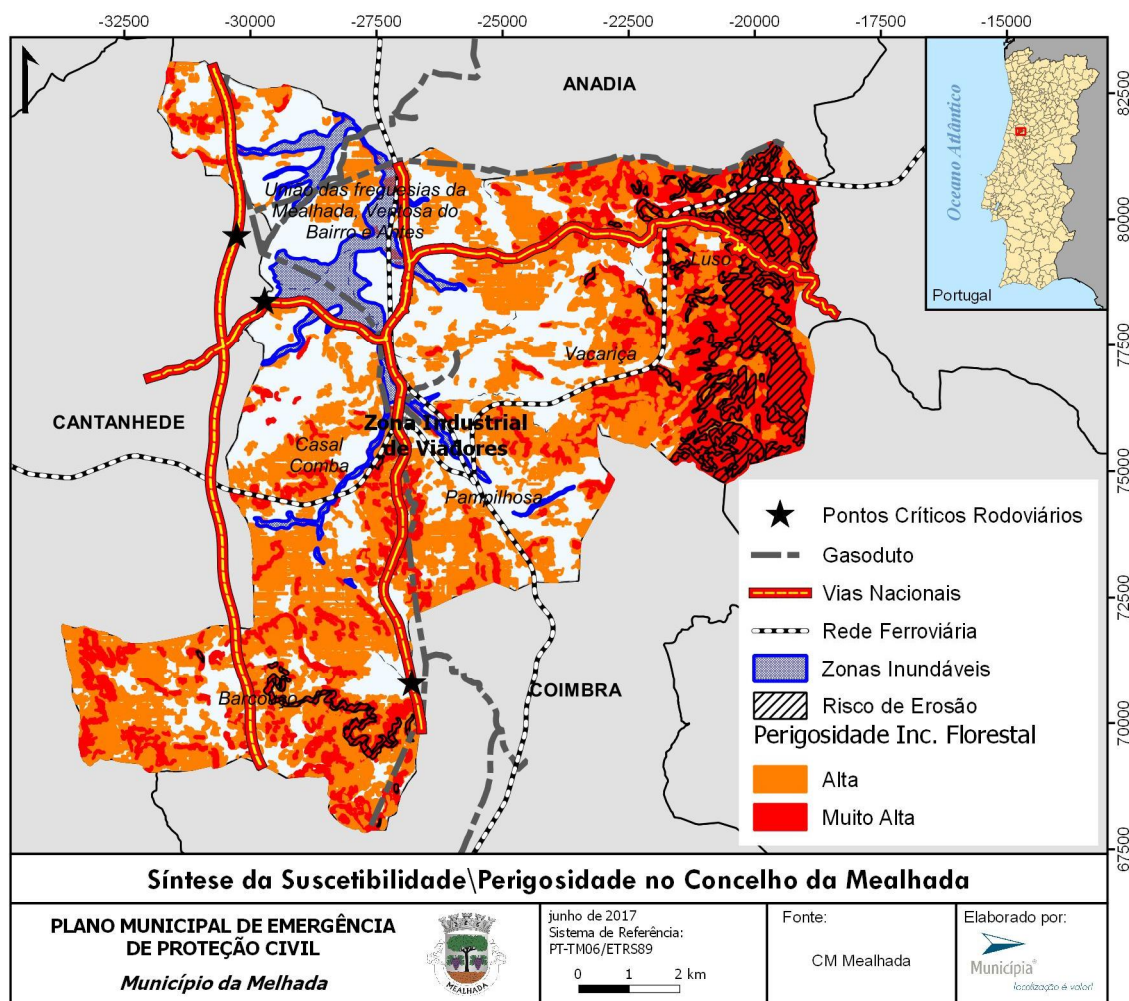 -32500
-30000
-27500
-25000
-22500
-20000
-17500
-15000
ANADIA
82500
80000
77500
75000
72500
70000
67500
Oceano Atlântico
Portugal
União das freguesias da
Mealhada, Ventosa do
Bairro e Antes
Luso
Vacariça
CANTANHEDE
Zona Industrial
de Viadores
Casal
Comba
Pampilhosa
COIMBRA
Barcouço
Pontos Críticos Rodoviários
Gasoduto
Vias Nacionais
Rede Ferroviária
Zonas Inundáveis
Risco de Erosão
Perigosidade Inc. Florestal
Alta
Muito Alta
Síntese da Suscetibilidade\Perigosidade no Concelho da Mealhada
PLANO MUNICIPAL DE EMERGÊNCIA
DE PROTEÇÃO CIVIL
Município da Melhada
MEALHADA
junho de 2017
Sistema de Referência:
PT-TM06/ETRS89
0 1 2 km
Fonte:
CM Mealhada
Elaborado por:
Municípia®
localização é valor!